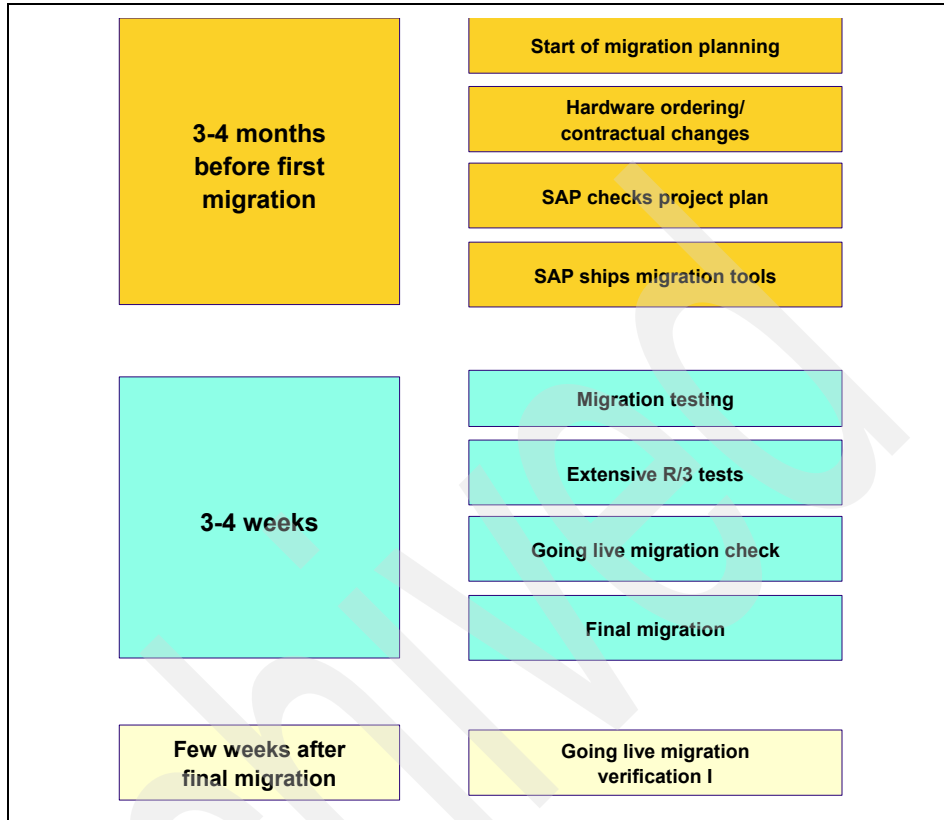 3-4 months
before first
migration
Start of migration planning
Hardware ordering/
contractual changes
SAP checks project plan
SAP ships migration tools
3-4 weeks
Migration testing
Extensive R/3 tests
Going live migration check
Final migration
Few weeks after
final migration
Going live migration
verification I
hived